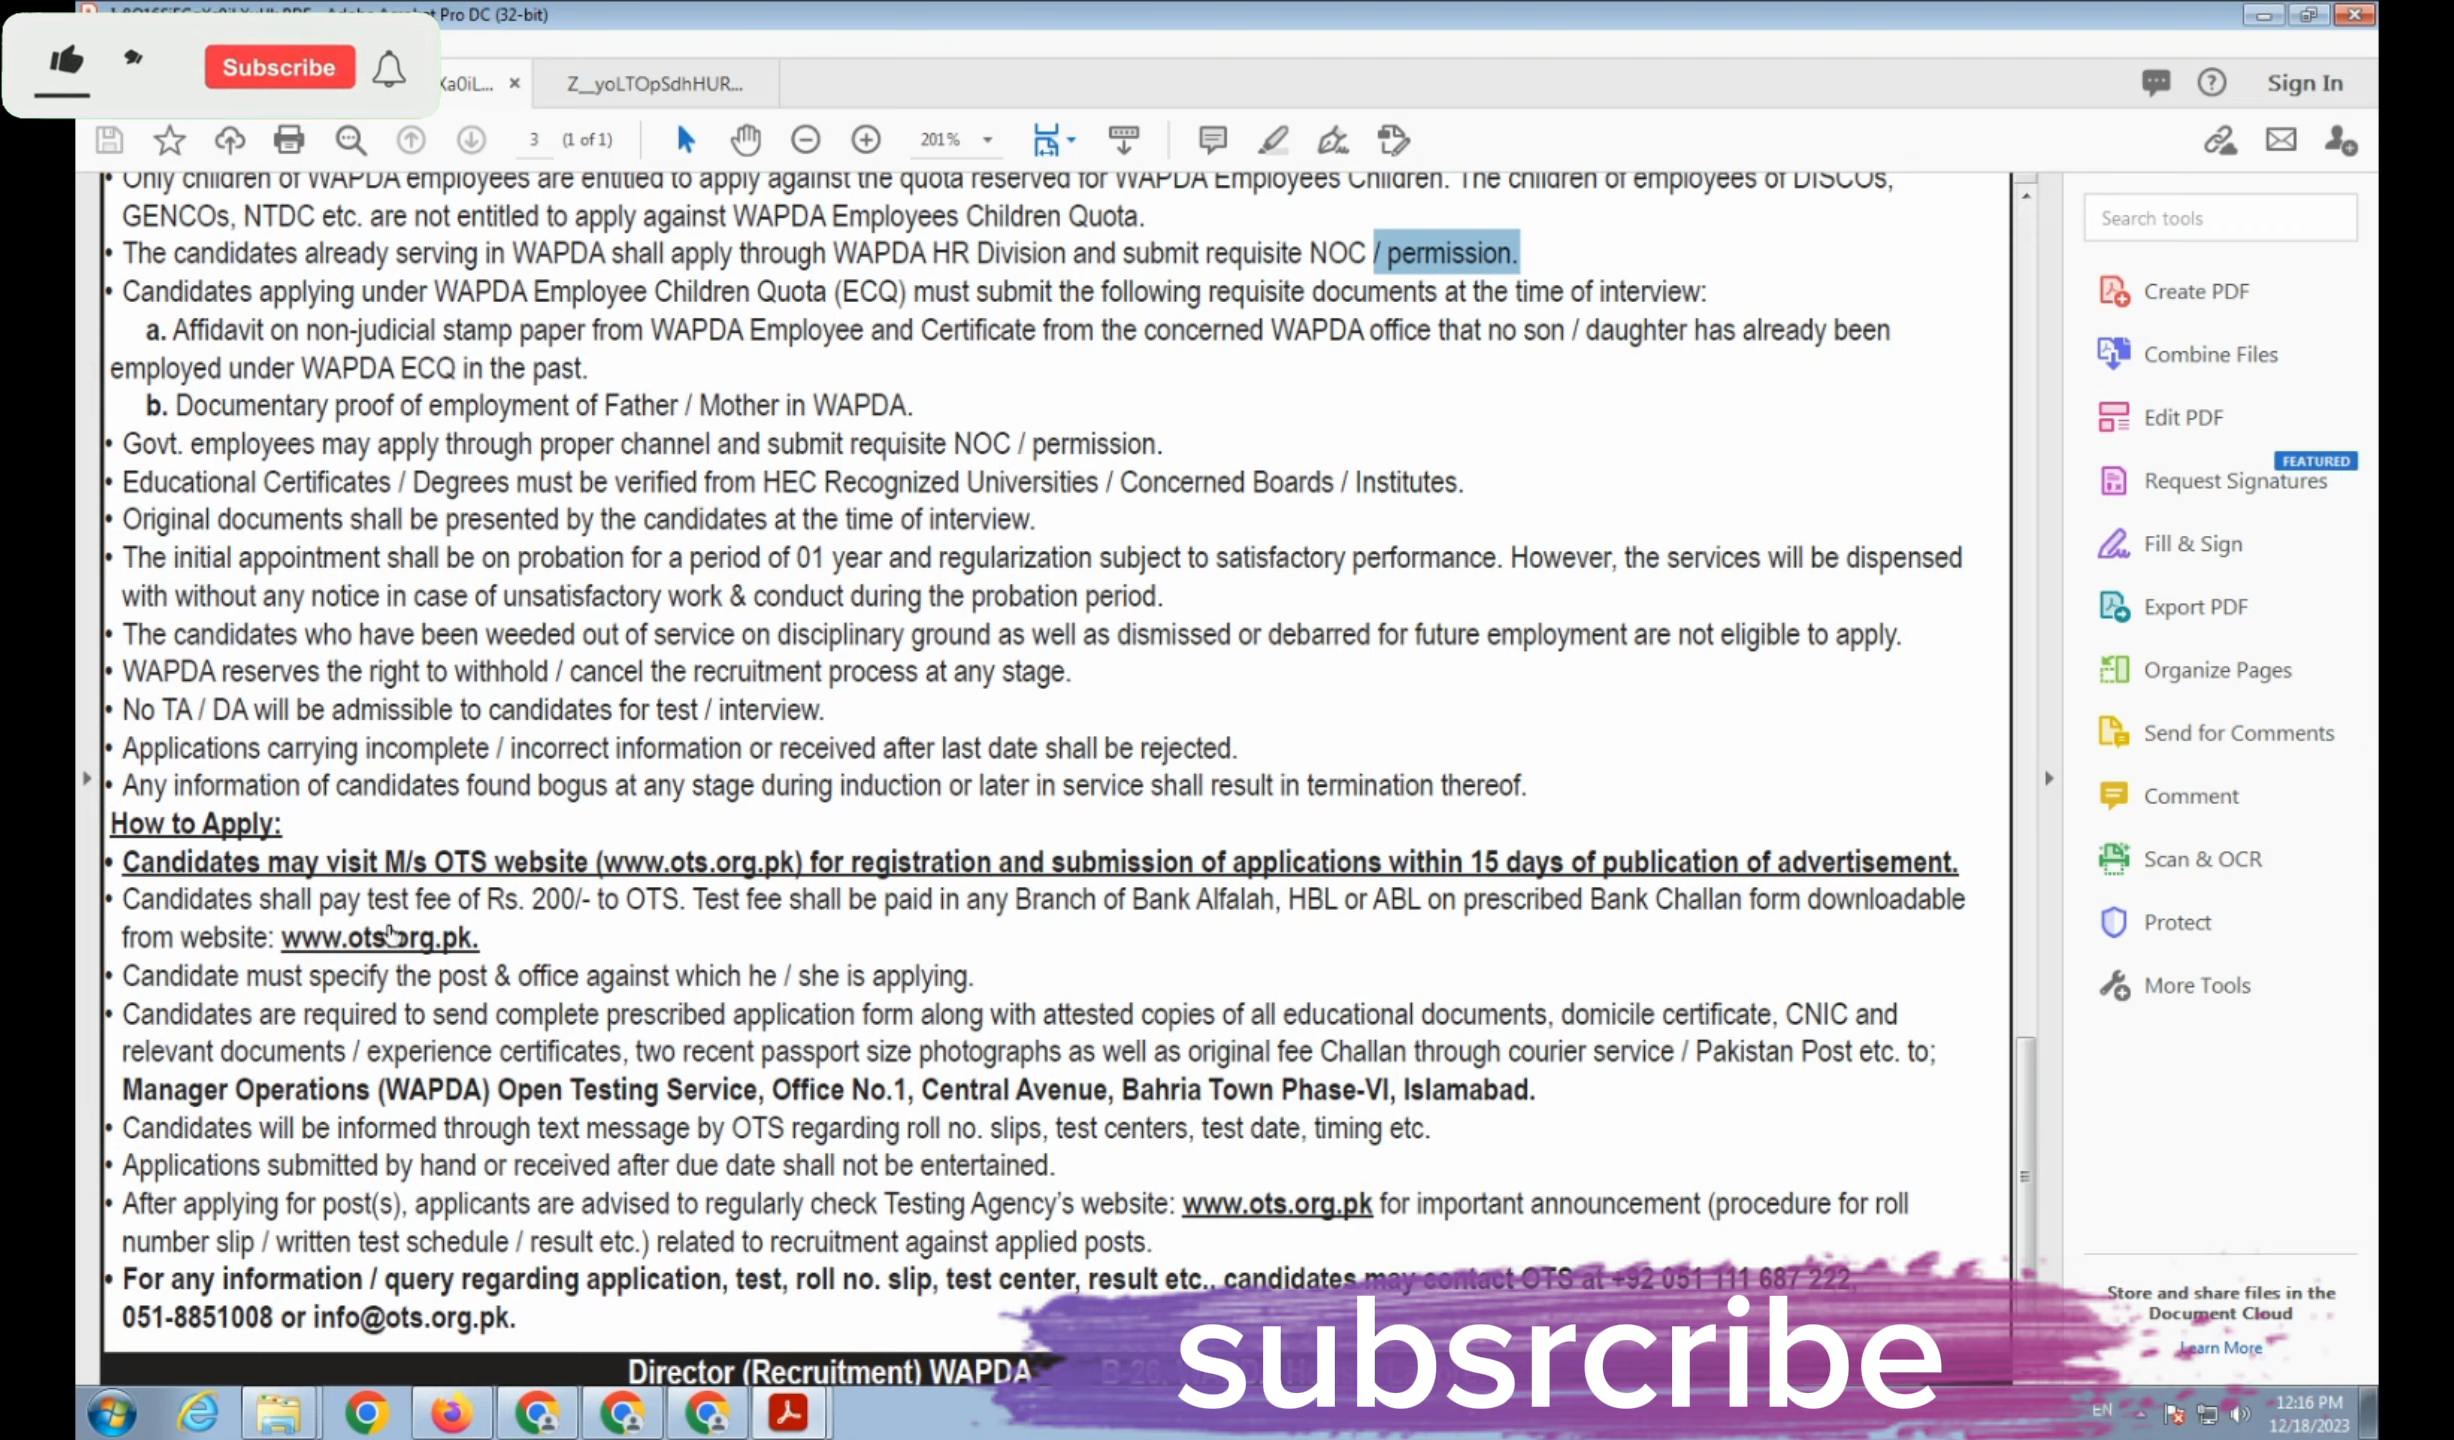 Pro DC (32-bit)
Subscribe
Xa0iL...
Z__yoLTOpSdhHUR...
Sign In
3 (1 of 1)
201%
• Only children of WAPDA employees are entitled to apply against the quota reserved for WAPDA Employees Children. The children of employees of DISCOs,
GENCOs, NTDC etc. are not entitled to apply against WAPDA Employees Children Quota.
• The candidates already serving in WAPDA shall apply through WAPDA HR Division and submit requisite NOC / permission.
• Candidates applying under WAPDA Employee Children Quota (ECQ) must submit the following requisite documents at the time of interview:
a. Affidavit on non-judicial stamp paper from WAPDA Employee and Certificate from the concerned WAPDA office that no son / daughter has already been
employed under WAPDA ECQ in the past.
b. Documentary proof of employment of Father / Mother in WAPDA.
• Govt. employees may apply through proper channel and submit requisite NOC / permission.
• Educational Certificates / Degrees must be verified from HEC Recognized Universities / Concerned Boards / Institutes.
• Original documents shall be presented by the candidates at the time of interview.
• The initial appointment shall be on probation for a period of 01 year and regularization subject to satisfactory performance. However, the services will be dispensed
with without any notice in case of unsatisfactory work & conduct during the probation period.
• The candidates who have been weeded out of service on disciplinary ground as well as dismissed or debarred for future employment are not eligible to apply.
• WAPDA reserves the right to withhold / cancel the recruitment process at any stage.
• No TA / DA will be admissible to candidates for test / interview.
• Applications carrying incomplete / incorrect information or received after last date shall be rejected.
• Any information of candidates found bogus at any stage during induction or later in service shall result in termination thereof.
How to Apply:
• Candidates may visit M/s OTS website (www.ots.org.pk) for registration and submission of applications within 15 days of publication of advertisement.
• Candidates shall pay test fee of Rs. 200/- to OTS. Test fee shall be paid in any Branch of Bank Alfalah, HBL or ABL on prescribed Bank Challan form downloadable
from website: www.ots.org.pk.
• Candidate must specify the post & office against which he / she is applying.
• Candidates are required to send complete prescribed application form along with attested copies of all educational documents, domicile certificate, CNIC and
relevant documents / experience certificates, two recent passport size photographs as well as original fee Challan through courier service / Pakistan Post etc. to;
Manager Operations (WAPDA) Open Testing Service, Office No.1, Central Avenue, Bahria Town Phase-VI, Islamabad.
• Candidates will be informed through text message by OTS regarding roll no. slips, test centers, test date, timing etc.
• Applications submitted by hand or received after due date shall not be entertained.
• After applying for post(s), applicants are advised to regularly check Testing Agency's website: www.ots.org.pk for important announcement (procedure for roll
number slip / written test schedule / result etc.) related to recruitment against applied posts.
• For any information / query regarding application, test, roll no. slip, test center, result etc., candidates may contact OTS at +92 051 111 687 222,
051-8851008 or info@ots.org.pk.
Director (Recruitment) WAPDA
subsrcribe
Search tools
Create PDF
Combine Files
Edit PDF
FEATURED
Request Signatures
Fill & Sign
Export PDF
Organize Pages
Send for Comments
Comment
Scan & OCR
Protect
More Tools
Store and share files in the
Document Cloud
Learn More
EN
12:16 PM
12/18/2023